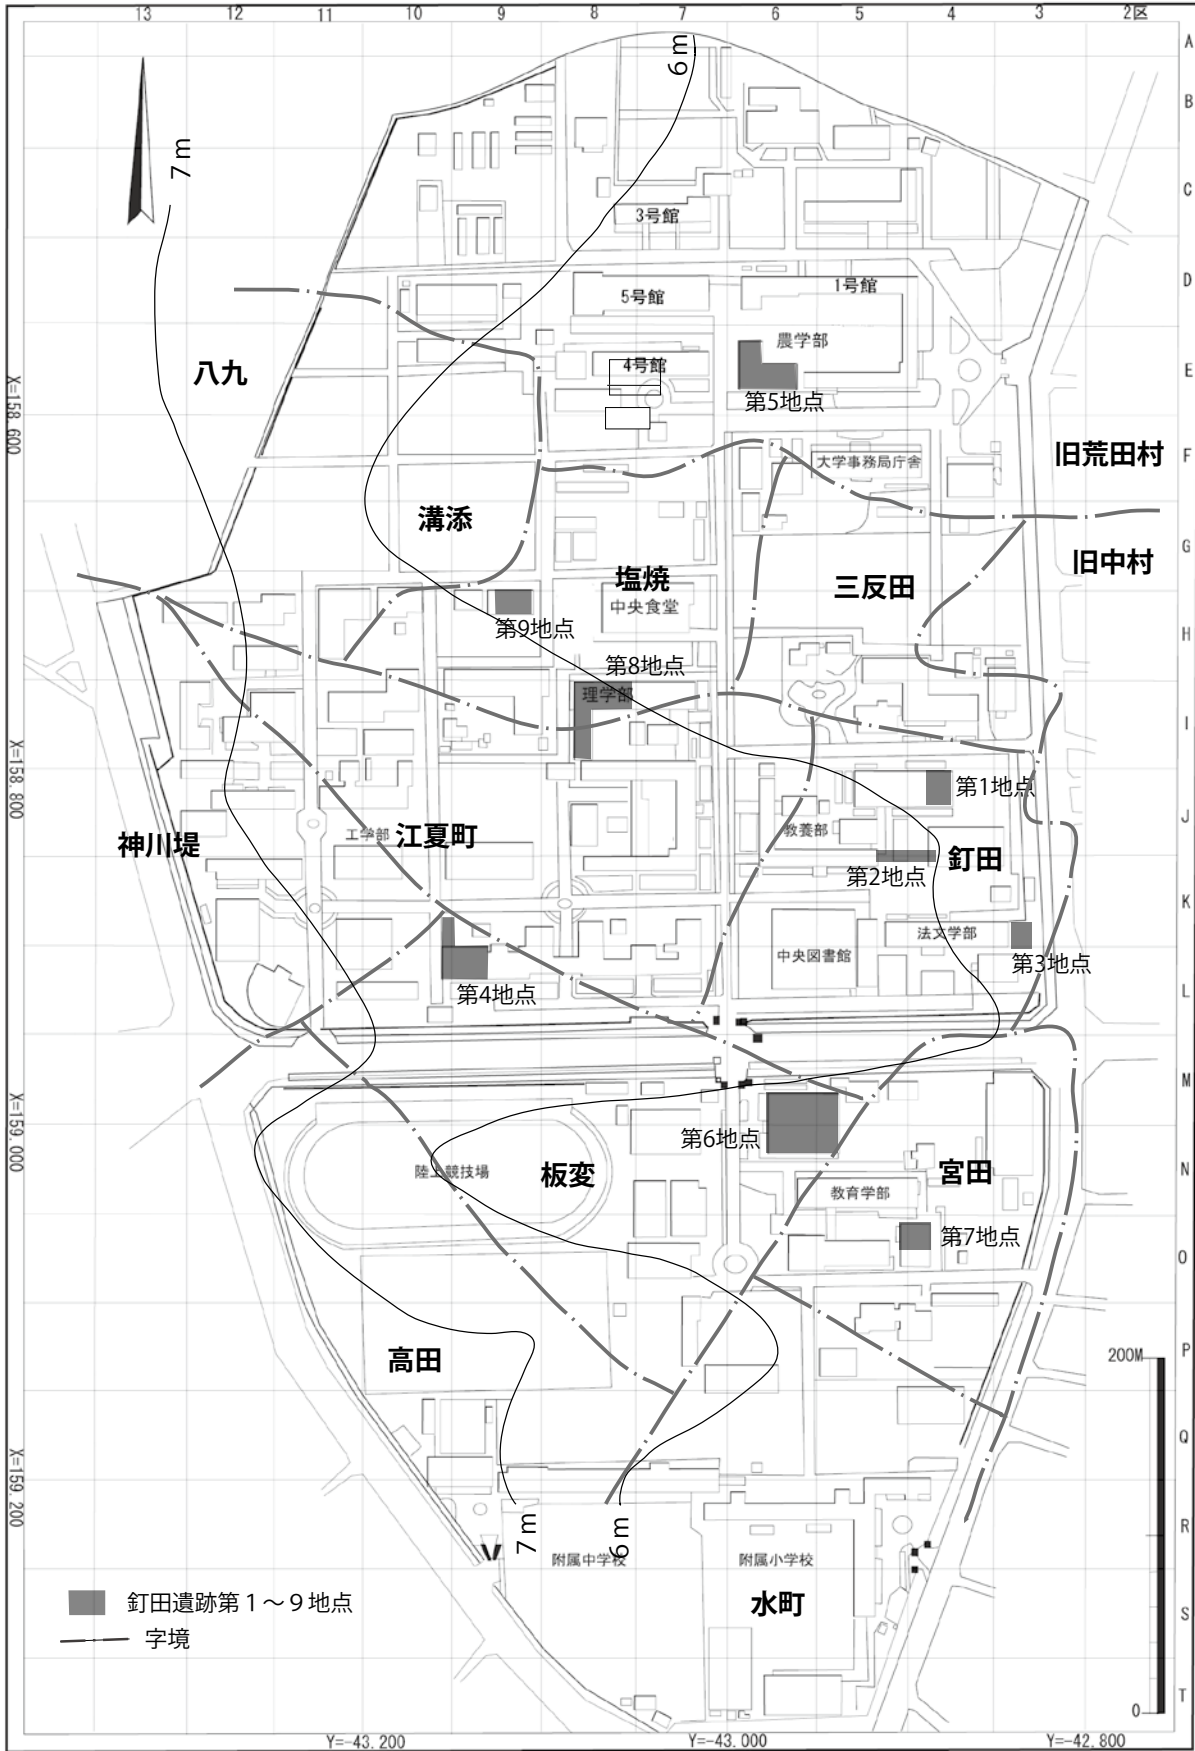 13 12 11 10 9 8 7 6 5 4 3 2区
A
6 m
B
7 m
C
3号館
D
5号館
1号館
農学部
4号館
E
八九
第5地点
X=158.600
旧荒田村
F
大学事務局庁舎
溝添
G
旧中村
塩焼
三反田
中央食堂
第9地点
H
第8地点
理学部
I
X=158.800
第1地点
J
教養部
工学部
江夏町
神川堤
釘田
第2地点
K
法文学部
中央図書館
第3地点
第4地点
L
M
X=159.000
第6地点
陸上競技場
板変
宮田
N
教育学部
第7地点
O
高田
P
200M
Q
X=159.200
R
7 m
6 m
附属中学校
附属小学校
水町
釘田遺跡第1～9地点
S
字境
T
0
Y=-43.200
Y=-43.000
Y=-42.800